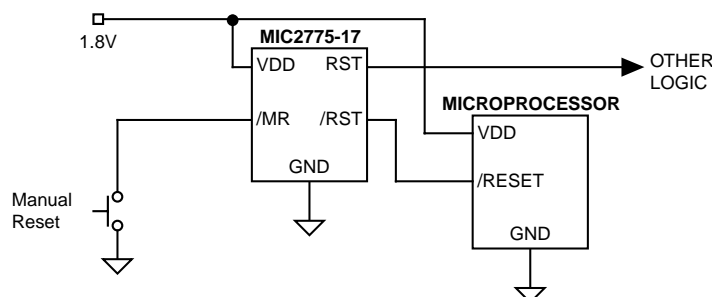 1.8V
MIC2775-17
VDD
RST
/MR
/RST
GND
OTHER
LOGIC
MICROPROCESSOR
VDD
/RESET
GND
Manual
Reset